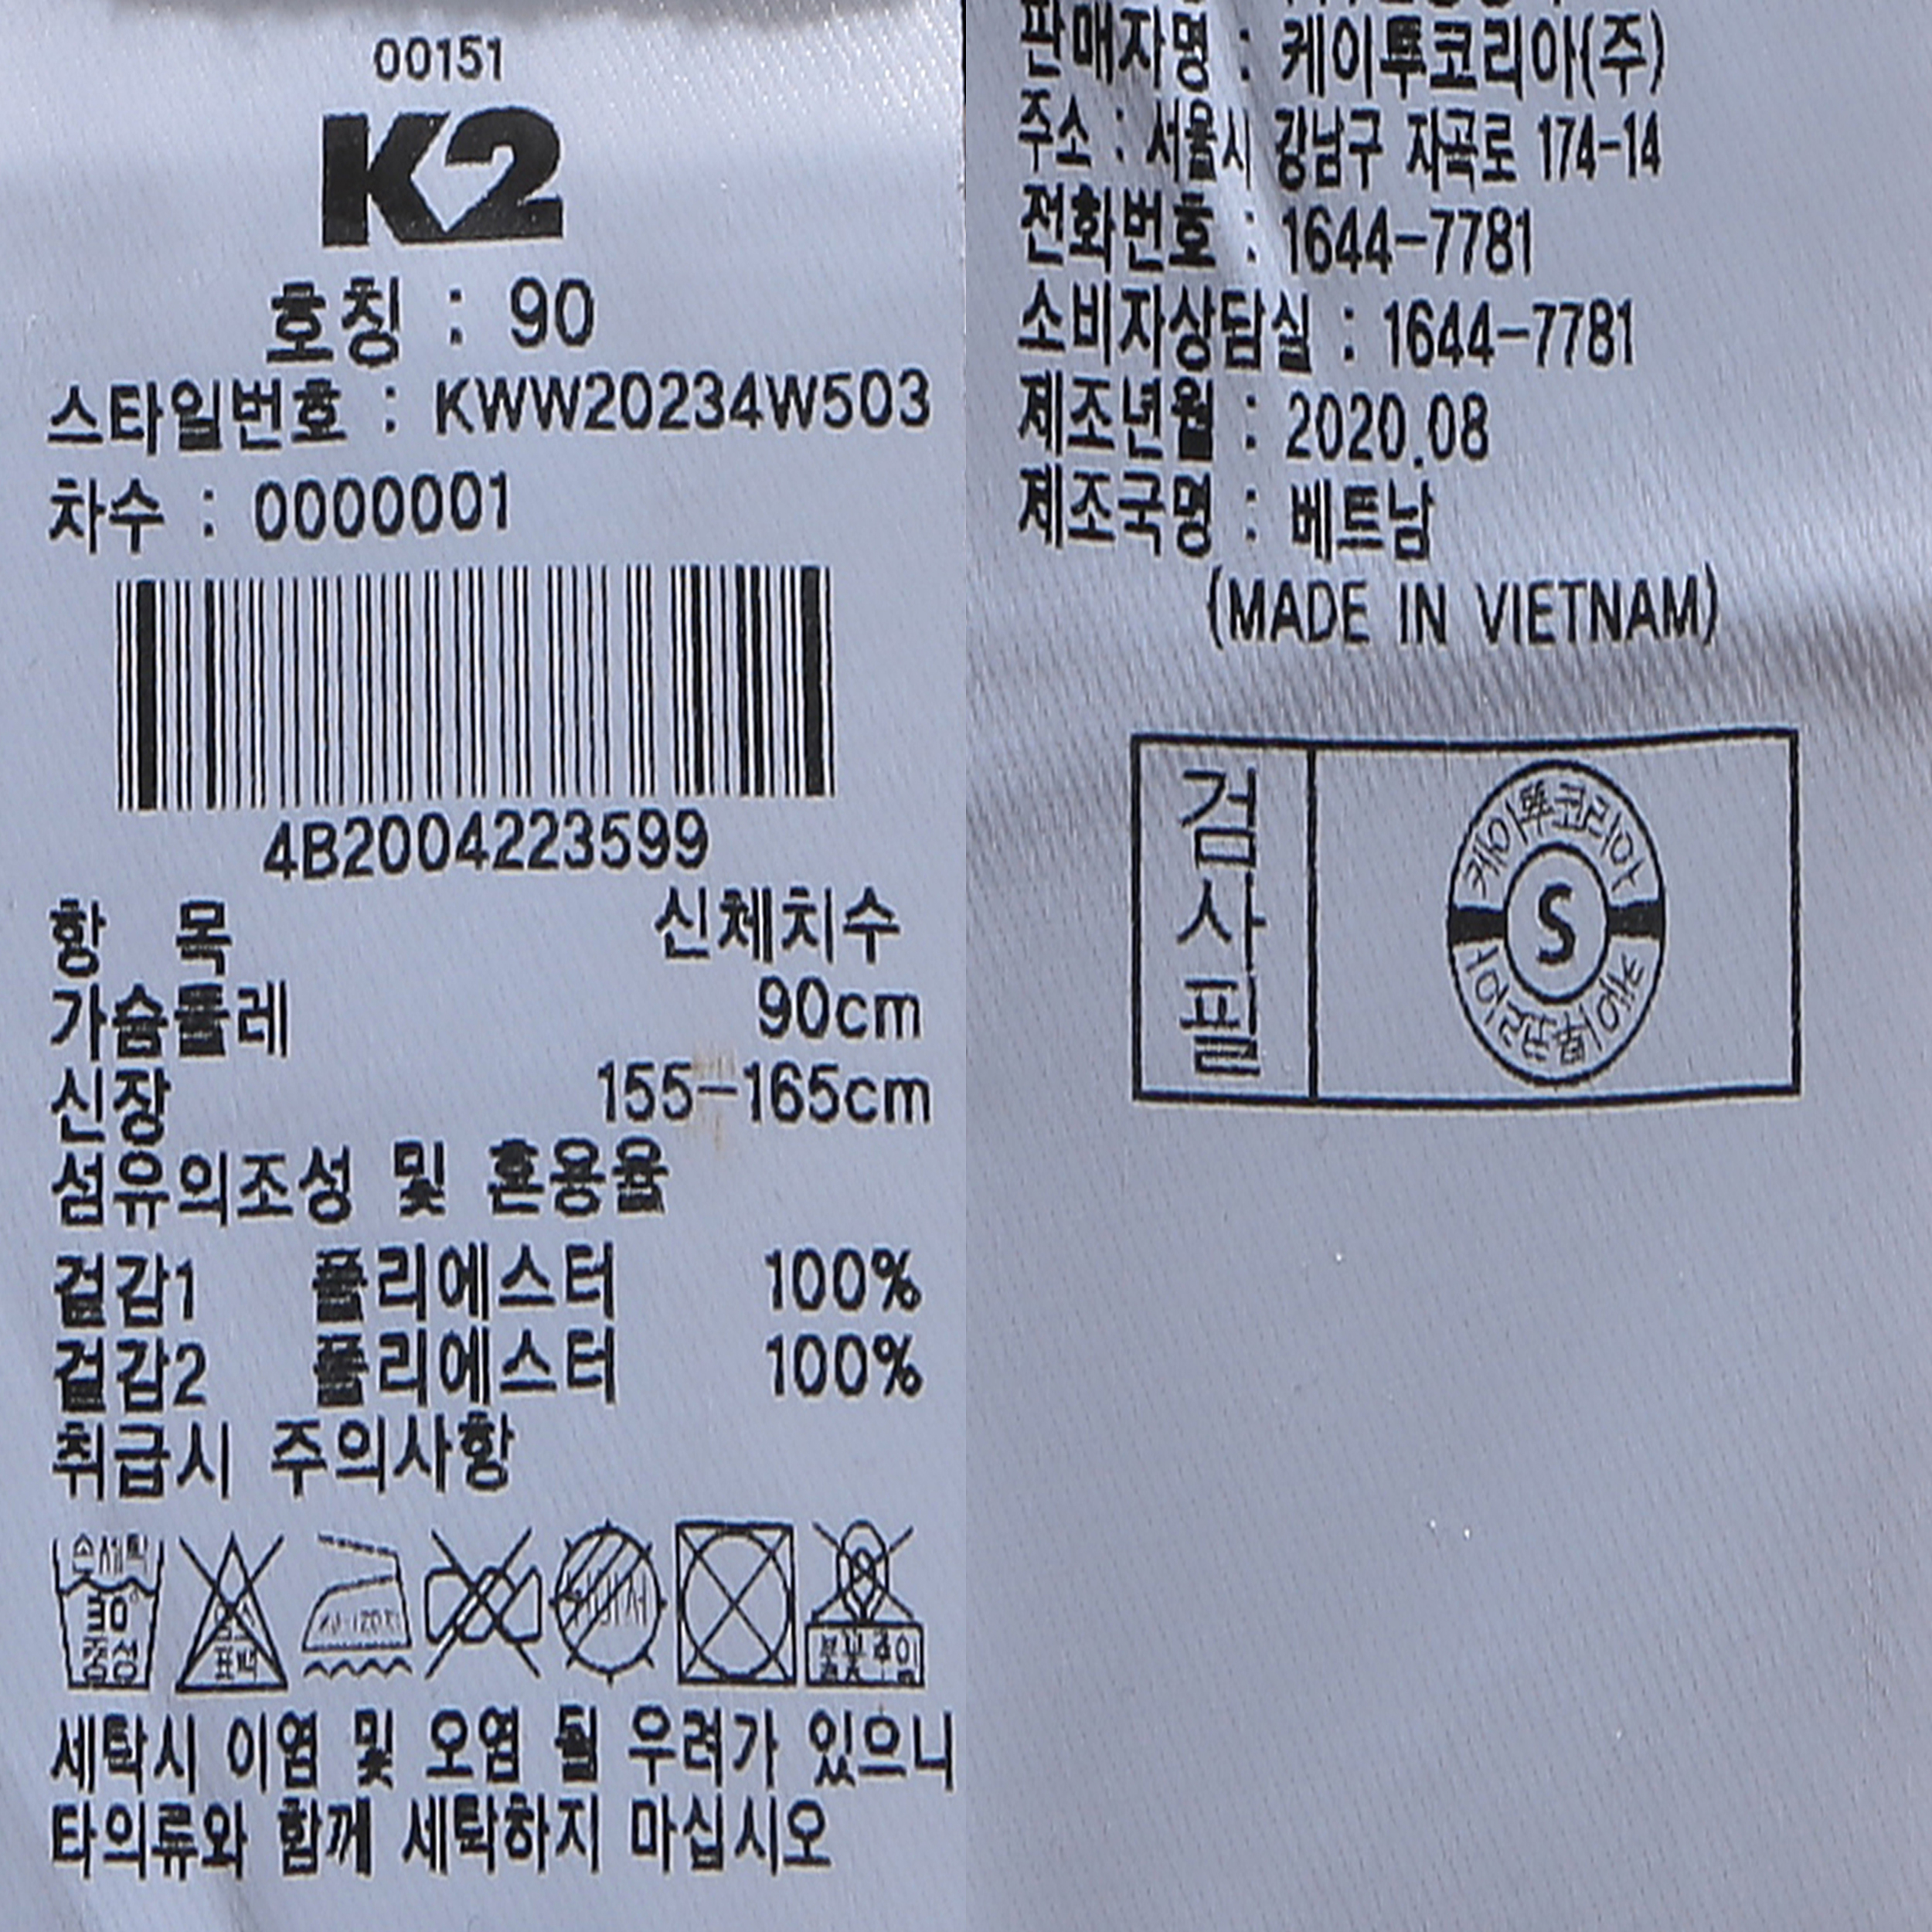 00151
K2
호칭 : 90
스타일번호 : KWW20234W503
차수 : 0000001
4B2004223599
항 목 신체치수
가슴둘레 90cm
신장 155-165cm
섬유의조성 및 혼용율
겉감1 폴리에스터 100%
겉감2 폴리에스터 100%
취급시 주의사항
손세탁
30°
중성
표백
세탁시 이염 및 오염 될 우려가 있으니
타의류와 함께 세탁하지 마십시오
판매자명 : 케이투코리아(주)
주소 : 서울시 강남구 자곡로 174-14
전화번호 : 1644-7781
소비자상담실 : 1644-7781
제조년월 : 2020.08
제조국명 : 베트남
(MADE IN VIETNAM)
검사필
케이투코리아
S
케이투코리아